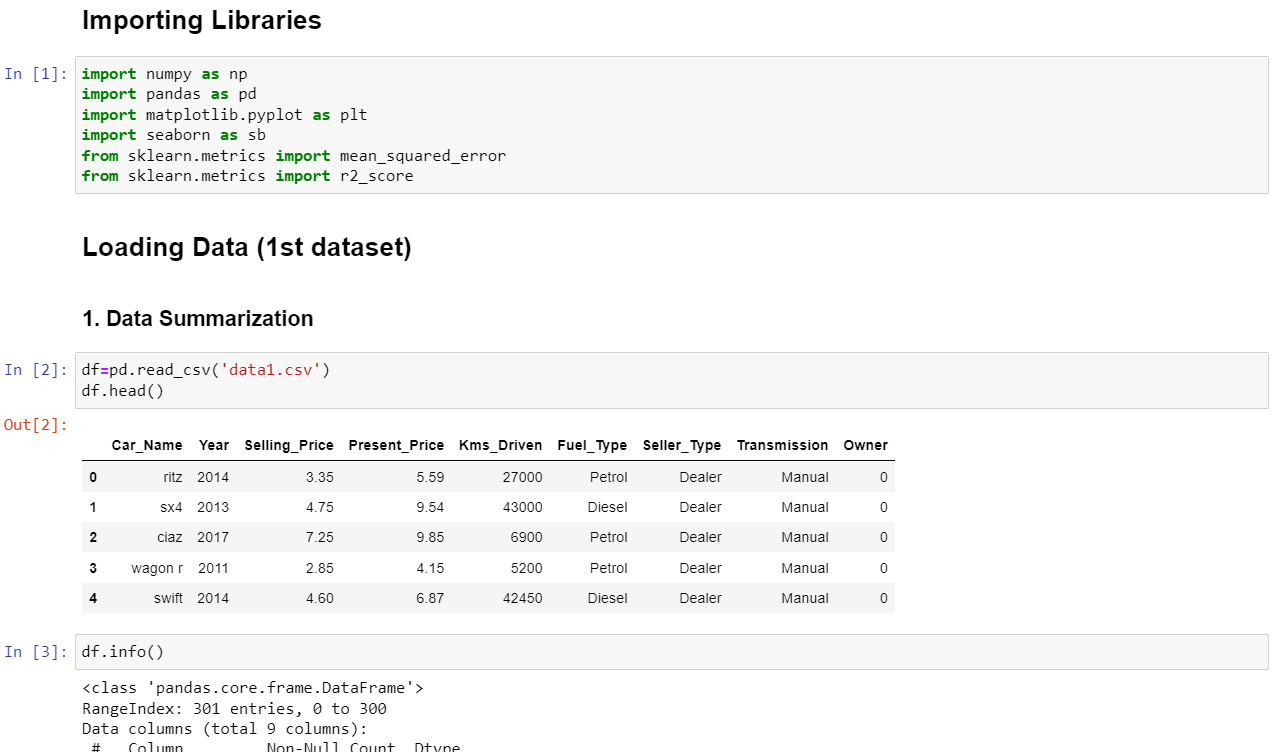 Importing Libraries
In [1]: import numpy as np
import pandas as pd
import matplotlib.pyplot as plt
import seaborn as sb
from sklearn.metrics import mean_squared_error
from sklearn.metrics import r2_score
Loading Data (1st dataset)
1. Data Summarization
In [2]: df=pd.read_csv('data1.csv')
df.head()
Out[2]:
Car_Name Year Selling_Price Present_Price Kms_Driven Fuel_Type Seller_Type Transmission Owner
0 ritz 2014 3.35 5.59 27000 Petrol Dealer Manual 0
1 sx4 2013 4.75 9.54 43000 Diesel Dealer Manual 0
2 ciaz 2017 7.25 9.85 6900 Petrol Dealer Manual 0
3 wagon r 2011 2.85 4.15 5200 Petrol Dealer Manual 0
4 swift 2014 4.60 6.87 42450 Diesel Dealer Manual 0
In [3]: df.info()
<class 'pandas.core.frame.DataFrame'>
RangeIndex: 301 entries, 0 to 300
Data columns (total 9 columns):
# Column Non-Null Count Dtype